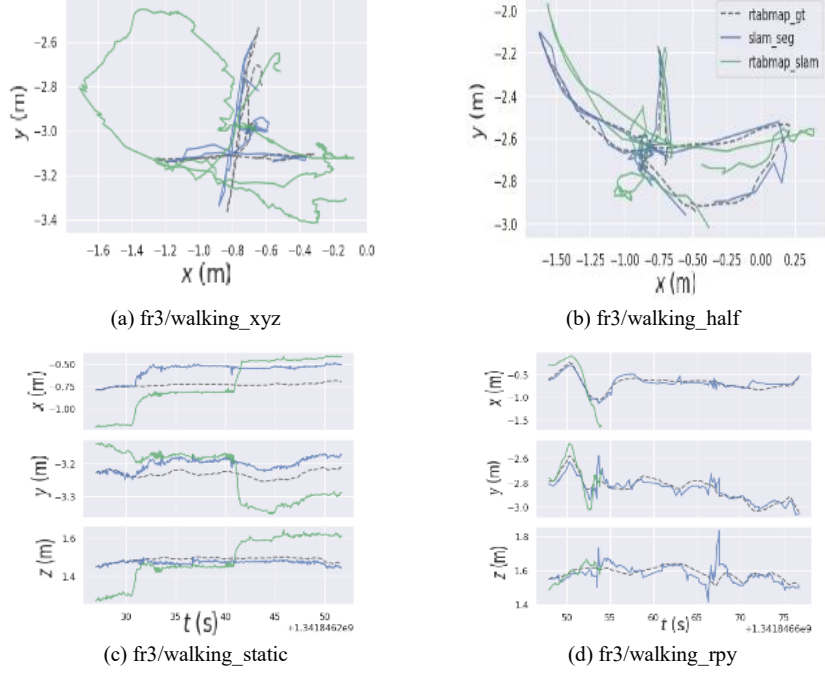 −2.6
−2.8
−3.0
−3.2
−3.4
y (m)
−1.6 −1.4 −1.2 −1.0 −0.8 −0.6 −0.4 −0.2 0.0
x (m)
(a) fr3/walking_xyz
−2.0
−2.2
−2.4
−2.6
−2.8
−3.0
y (m)
rtabmap_gt
slam_seg
rtabmap_slam
−1.50 −1.25 −1.00 −0.75 −0.50 −0.25 0.00 0.25
x (m)
(b) fr3/walking_half
−0.50
−0.75
−1.00
x (m)
−3.2
−3.3
y (m)
1.6
1.4
z (m)
30 35 40 45 50
t (s)
+1.3418462e9
(c) fr3/walking_static
−0.5
−1.0
−1.5
x (m)
−2.6
−2.8
−3.0
y (m)
1.8
1.6
1.4
z (m)
50 55 60 65 70 75
t (s)
+1.3418466e9
(d) fr3/walking_rpy